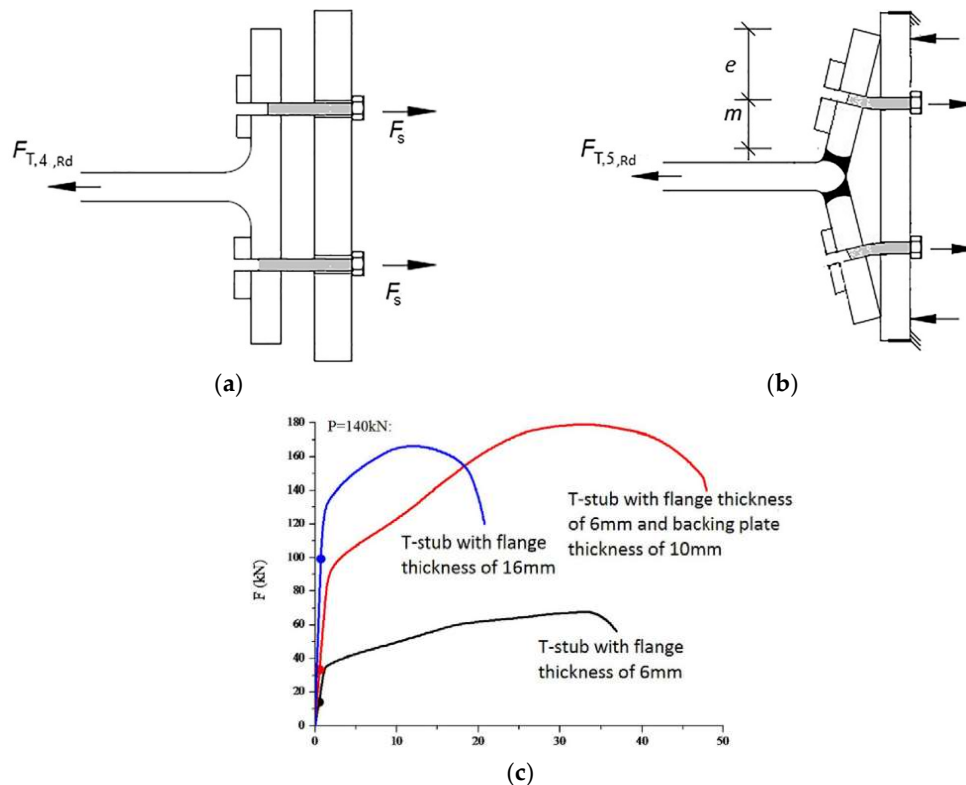 e
m
F_T,4 ,Rd
F_s
F_s
F_T,5,Rd
(a)
(b)
P=140kN:
180
160
140
120
100
80
60
40
20
0
F (kN)
T-stub with flange
thickness of 16mm
T-stub with flange thickness
of 6mm and backing plate
thickness of 10mm
T-stub with flange
thickness of 6mm
0
10
20
30
40
50
(c)